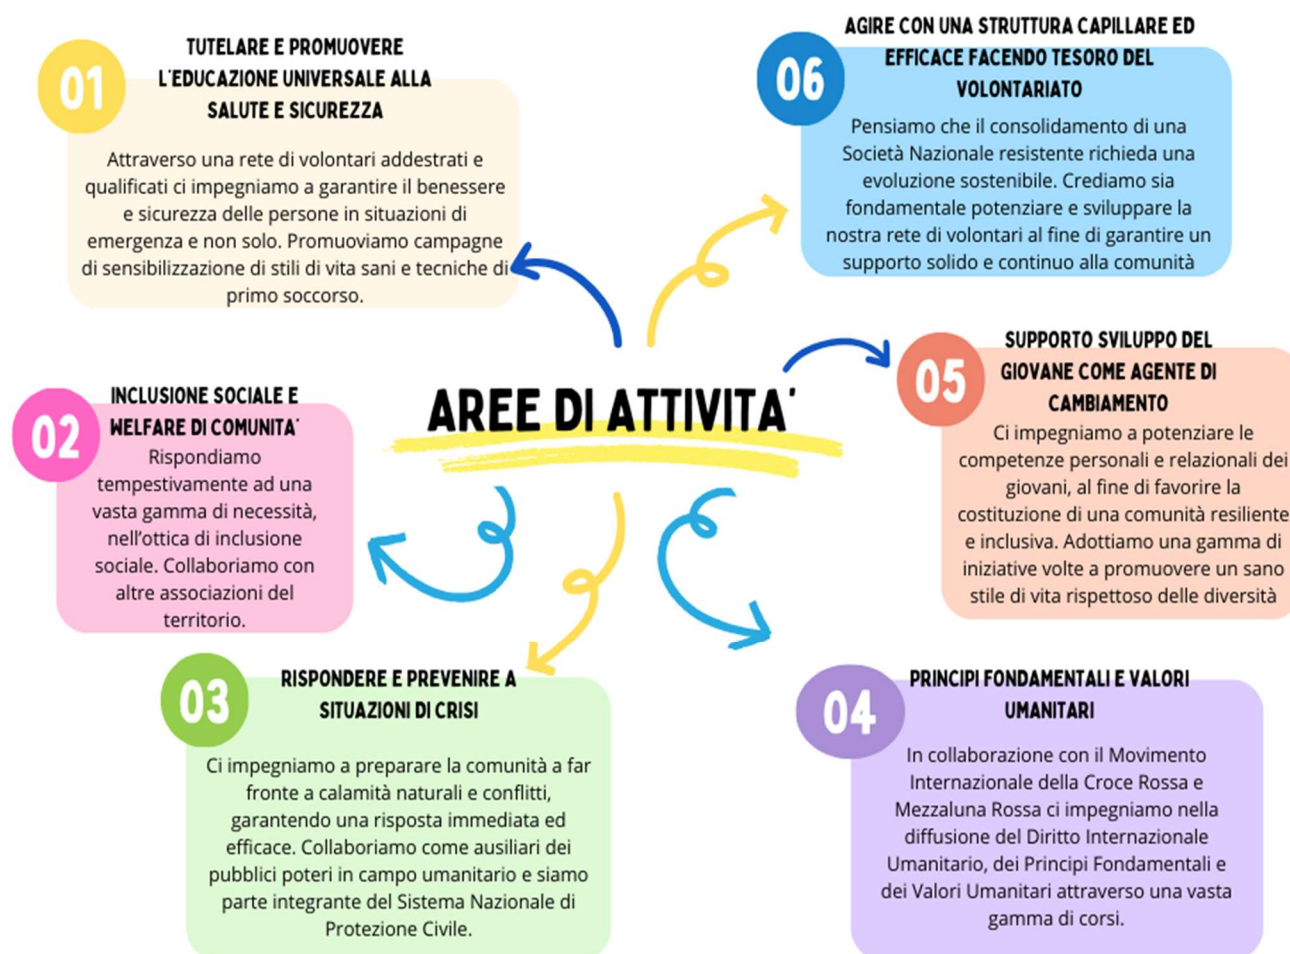 AREE DI ATTIVITA'
01
TUTELARE E PROMUOVERE
L'EDUCAZIONE UNIVERSALE ALLA
SALUTE E SICUREZZA
Attraverso una rete di volontari addestrati e
qualificati ci impegniamo a garantire il benessere
e sicurezza delle persone in situazioni di
emergenza e non solo. Promuoviamo campagne
di sensibilizzazione di stili di vita sani e tecniche di
primo soccorso.
02
INCLUSIONE SOCIALE E
WELFARE DI COMUNITA'
Rispondiamo
tempestivamente ad una
vasta gamma di necessità,
nell'ottica di inclusione
sociale. Collaboriamo con
altre associazioni del
territorio.
03
RISPONDERE E PREVENIRE A
SITUAZIONI DI CRISI
Ci impegniamo a preparare la comunità a far
fronte a calamità naturali e conflitti,
garantendo una risposta immediata ed
efficace. Collaboriamo come ausiliari dei
pubblici poteri in campo umanitario e siamo
parte integrante del Sistema Nazionale di
Protezione Civile.
04
PRINCIPI FONDAMENTALI E VALORI
UMANITARI
In collaborazione con il Movimento
Internazionale della Croce Rossa e
Mezzaluna Rossa ci impegniamo nella
diffusione del Diritto Internazionale
Umanitario, dei Principi Fondamentali e
dei Valori Umanitari attraverso una vasta
gamma di corsi.
05
SUPPORTO SVILUPPO DEL
GIOVANE COME AGENTE DI
CAMBIAMENTO
Ci impegniamo a potenziare le
competenze personali e relazionali dei
giovani, al fine di favorire la
costituzione di una comunità resiliente
e inclusiva. Adottiamo una gamma di
iniziative volte a promuovere un sano
stile di vita rispettoso delle diversità
06
AGIRE CON UNA STRUTTURA CAPILLARE ED
EFFICACE FACENDO TESORO DEL
VOLONTARIATO
Pensiamo che il consolidamento di una
Società Nazionale resistente richieda una
evoluzione sostenibile. Crediamo sia
fondamentale potenziare e sviluppare la
nostra rete di volontari al fine di garantire un
supporto solido e continuo alla comunità